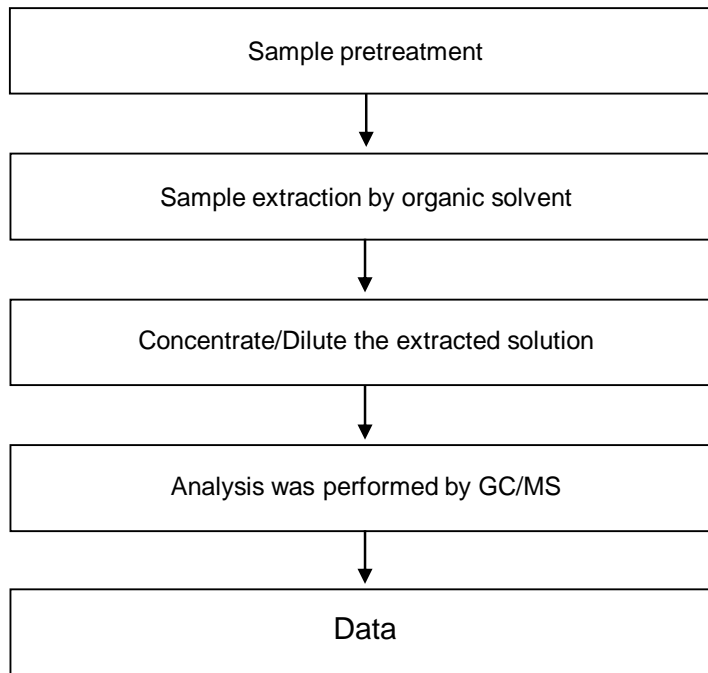 Sample pretreatment
Sample extraction by organic solvent
Concentrate/Dilute the extracted solution
Analysis was performed by GC/MS
Data